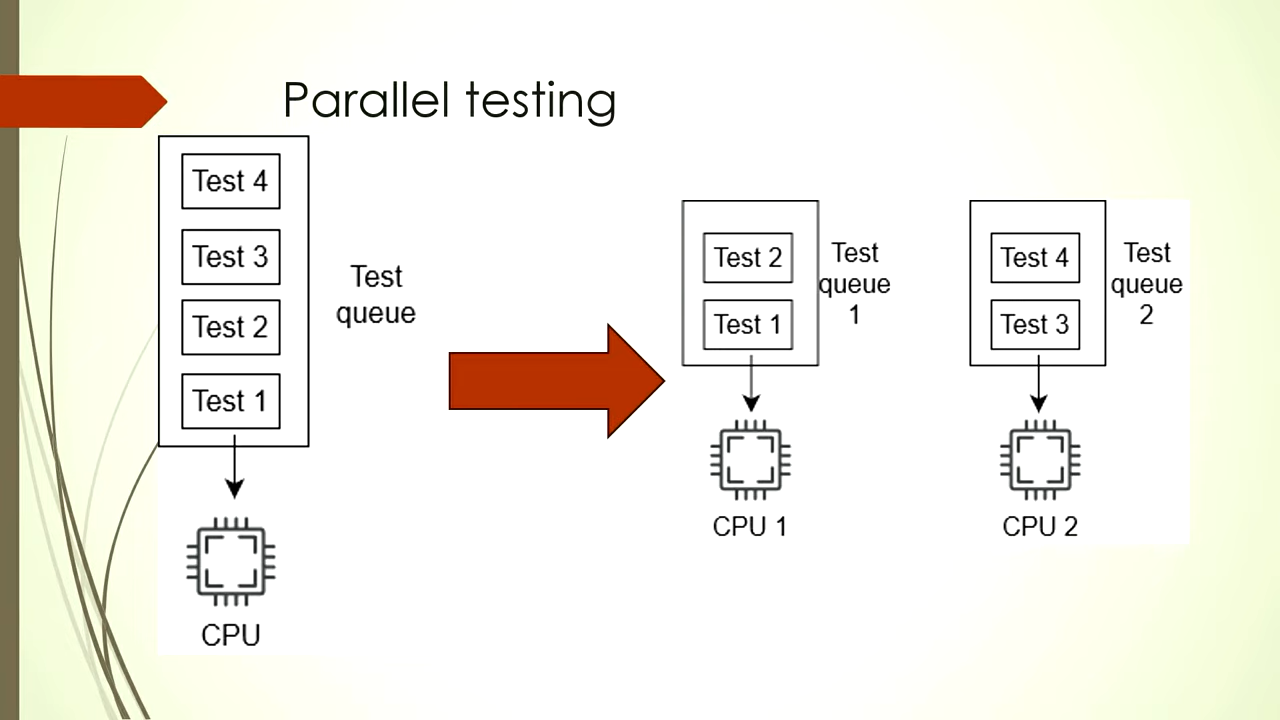 Parallel testing
Test 4
Test 3
Test 2
Test 1
Test
queue
CPU
Test 2
Test 1
Test
queue
1
CPU 1
Test 4
Test 3
Test
queue
2
CPU 2